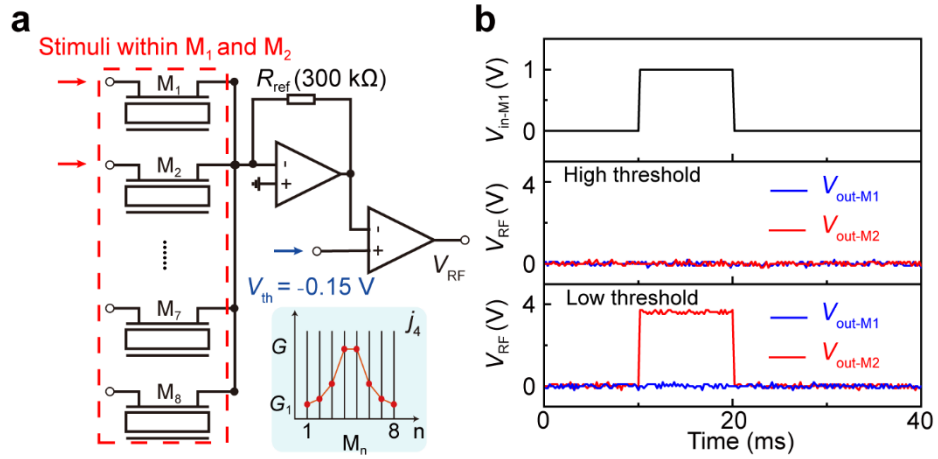 a
Stimuli within M1 and M2
M1
Rref (300 kΩ)
M2
-
+
-
+
VRF
Vth = -0.15 V
M7
M8
j4
G
G1
1
8
n
Mn
b
Vin-M1 (V)
1
0
High threshold
VRF (V)
4
0
Vout-M1
Vout-M2
Low threshold
VRF (V)
4
0
Vout-M1
Vout-M2
0
20
40
Time (ms)